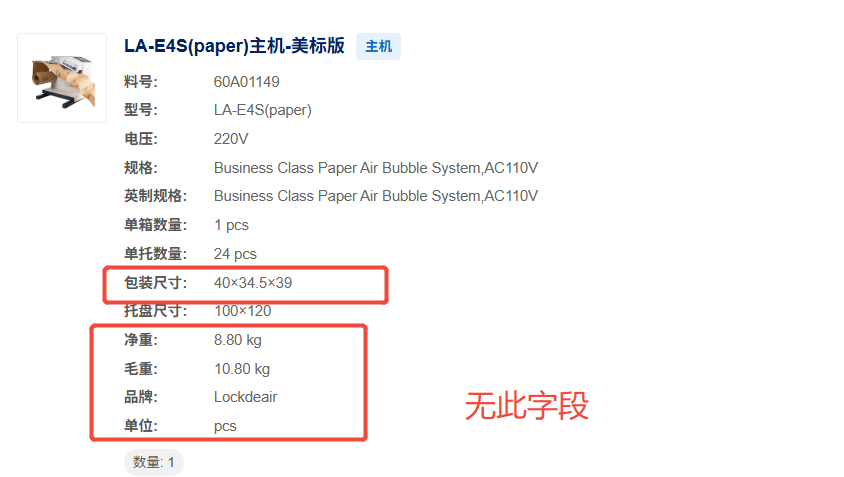 LA-E4S(paper)主机-美标版 主机
料号: 60A01149
型号: LA-E4S(paper)
电压: 220V
规格: Business Class Paper Air Bubble System,AC110V
英制规格: Business Class Paper Air Bubble System,AC110V
单箱数量: 1 pcs
单托数量: 24 pcs
包装尺寸: 40×34.5×39
托盘尺寸: 100×120
净重: 8.80 kg
毛重: 10.80 kg
品牌: Lockdeair
无此字段
单位: pcs
数量: 1